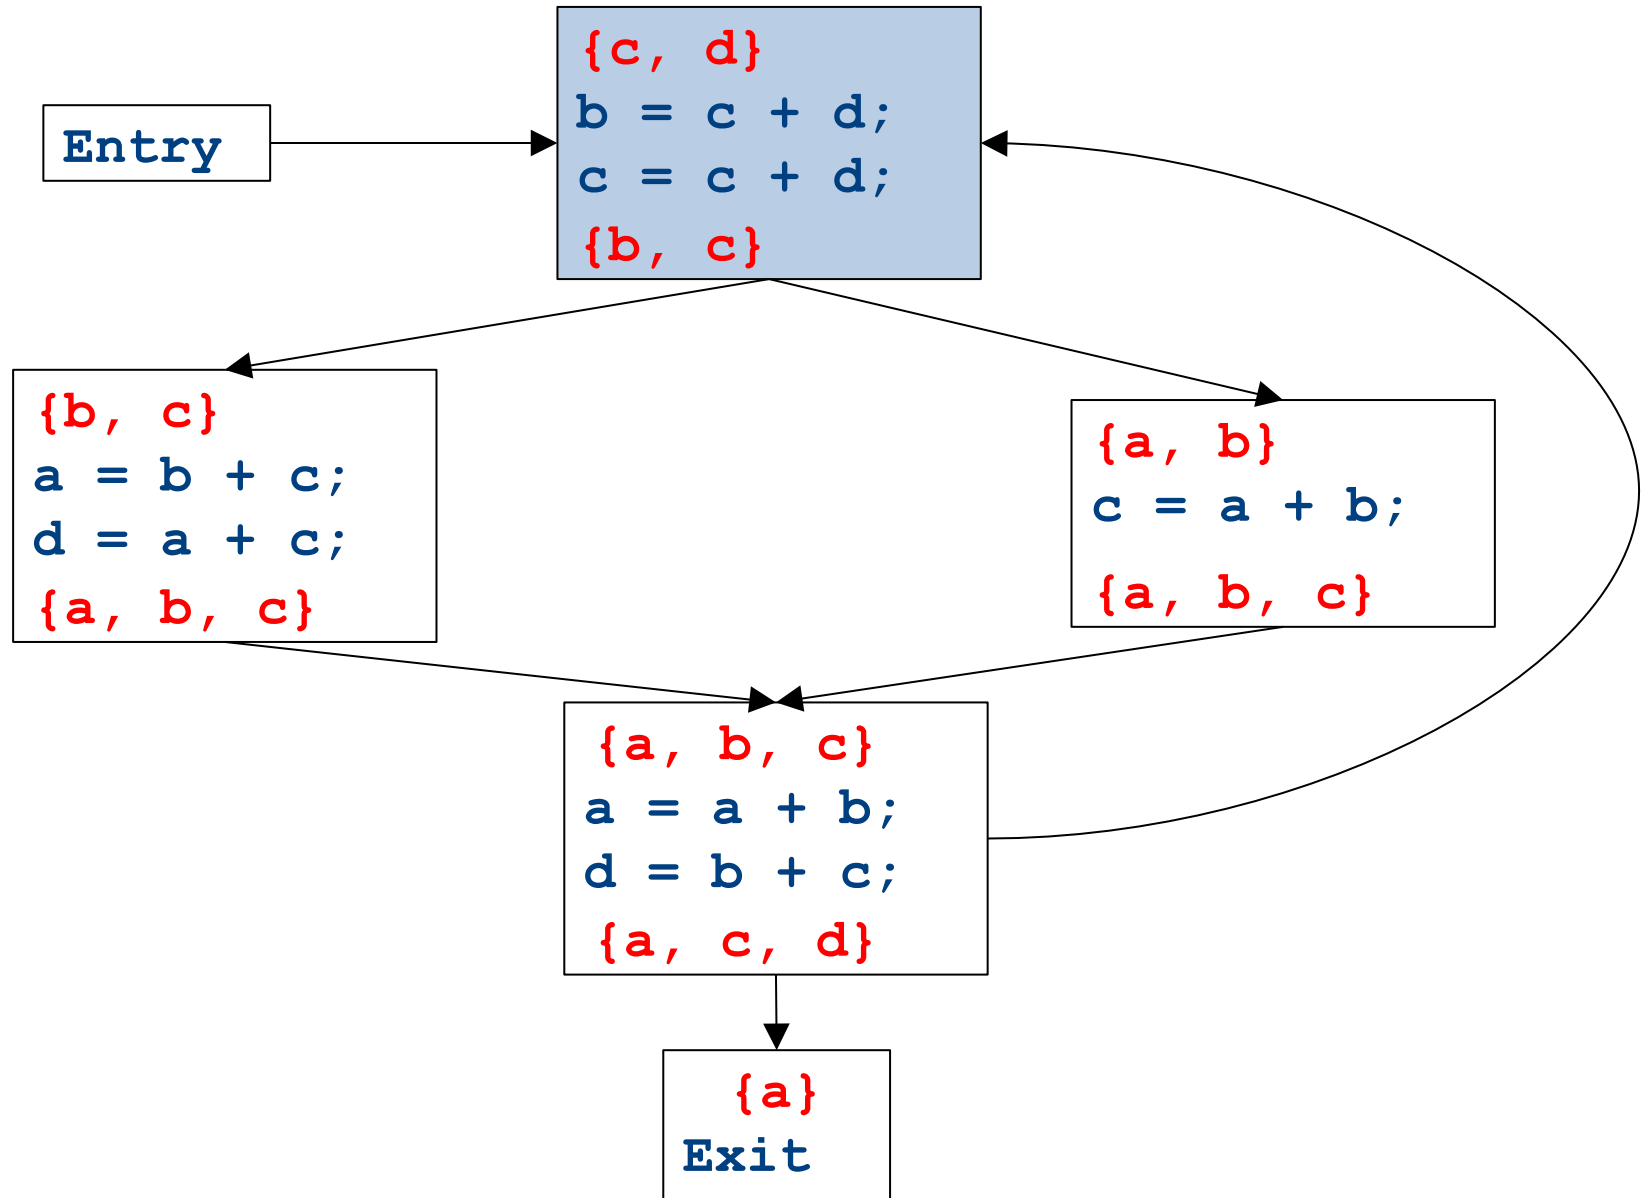 {c, d}
b = c + d;
c = c + d;
{b, c}
Entry
{b, c}
a = b + c;
d = a + c;
{a, b, c}
{a, b}
c = a + b;
{a, b, c}
{a, b, c}
a = a + b;
d = b + c;
{a, c, d}
{a}
Exit